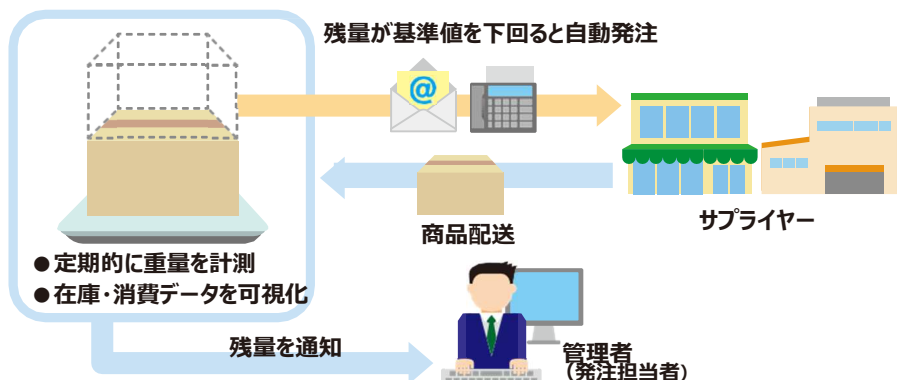 残量が基準値を下回ると自動発注
@
サプライヤー
商品配送
●定期的に重量を計測
●在庫・消費データを可視化
残量を通知
管理者
(発注担当者)